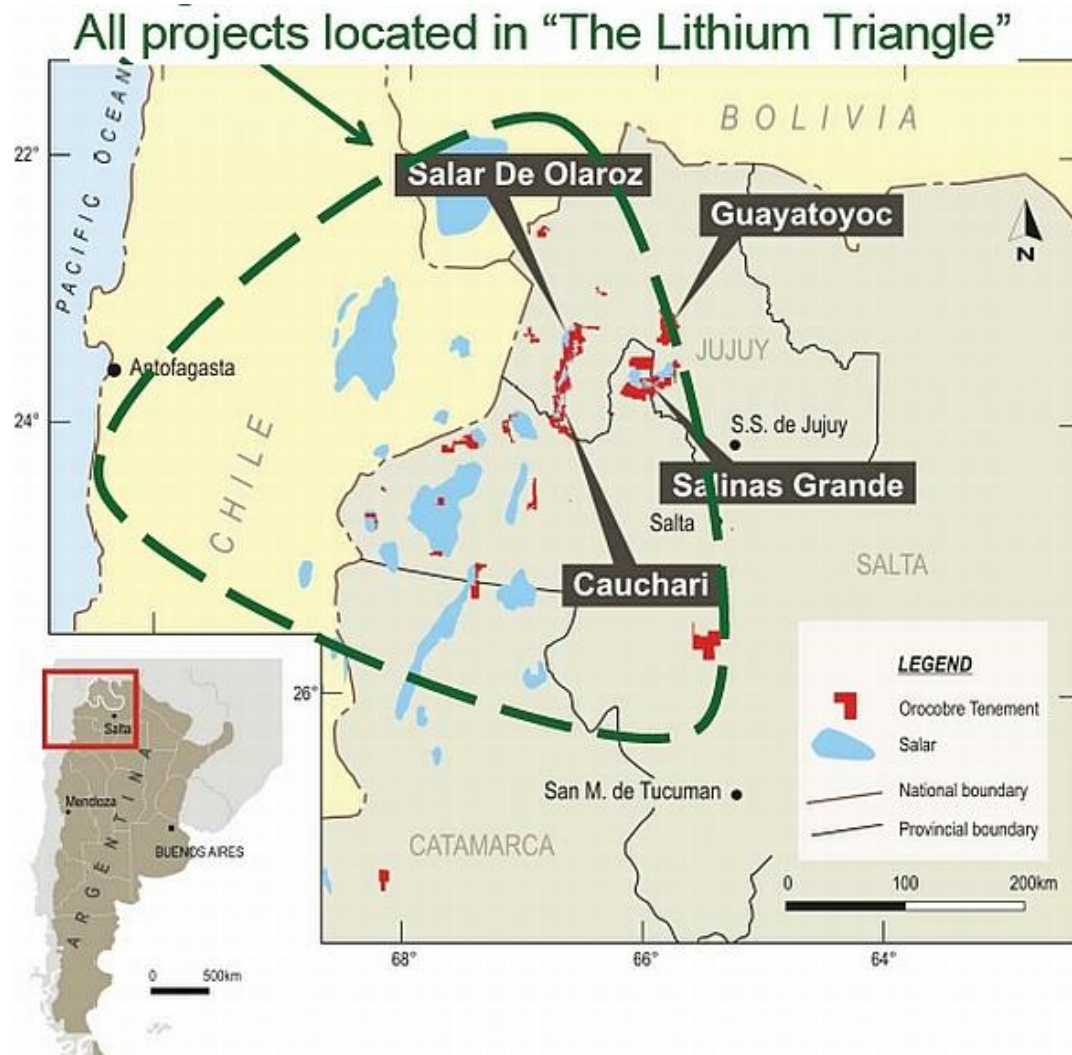 All projects located in "The Lithium Triangle"
PACIFIC OCEAN
22°
BOLIVIA
Salar De Olaroz
Guayatoyoc
N
JUJUY
Antofagasta
24°
CHILE
S.S. de Jujuy
Salinas Grande
Salta
SALTA
Cauchari
LEGEND
Orocobre Tenement
Salar
National boundary
Provincial boundary
26°
San M. de Tucuman
CATAMARCA
0 100 200km
68° 66° 64°
Salta
Mendoza
ARGENTINA
BUENOS AIRES
0 500km